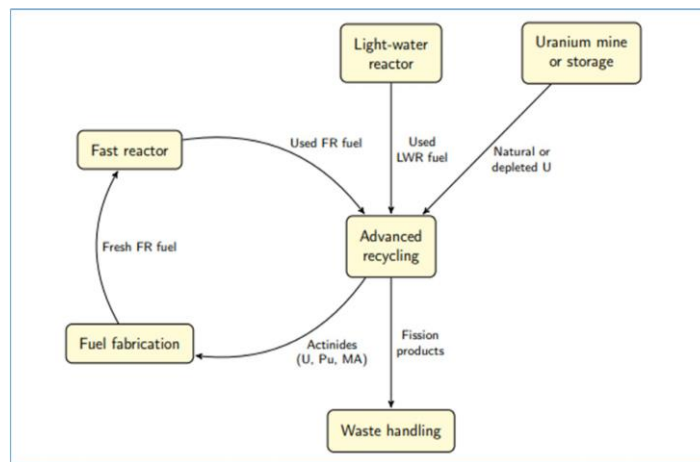 Light-water
reactor
Uranium mine
or storage
Fast reactor
Used FR fuel
Used
LWR fuel
Natural or
depleted U
Advanced
recycling
Fresh FR fuel
Fuel fabrication
Actinides
(U, Pu, MA)
Fission
products
Waste handling